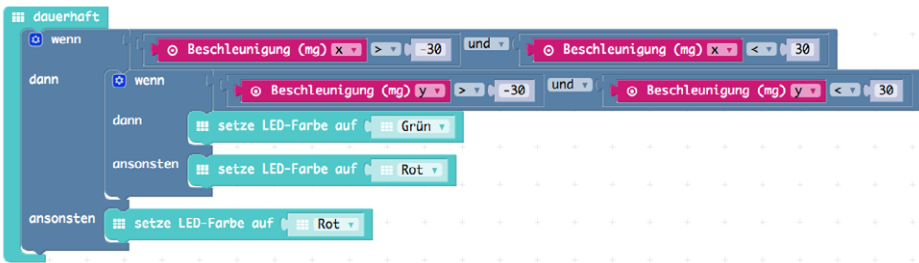 dauerhaft
wenn Beschleunigung (mg) x > -30 und Beschleunigung (mg) x < 30
dann wenn Beschleunigung (mg) y > -30 und Beschleunigung (mg) y < 30
dann setze LED-Farbe auf Grün
ansonsten setze LED-Farbe auf Rot
ansonsten setze LED-Farbe auf Rot